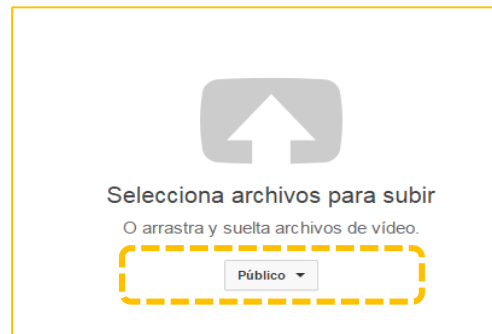 Selecciona archivos para subir
O arrastra y suelta archivos de vídeo.
Público